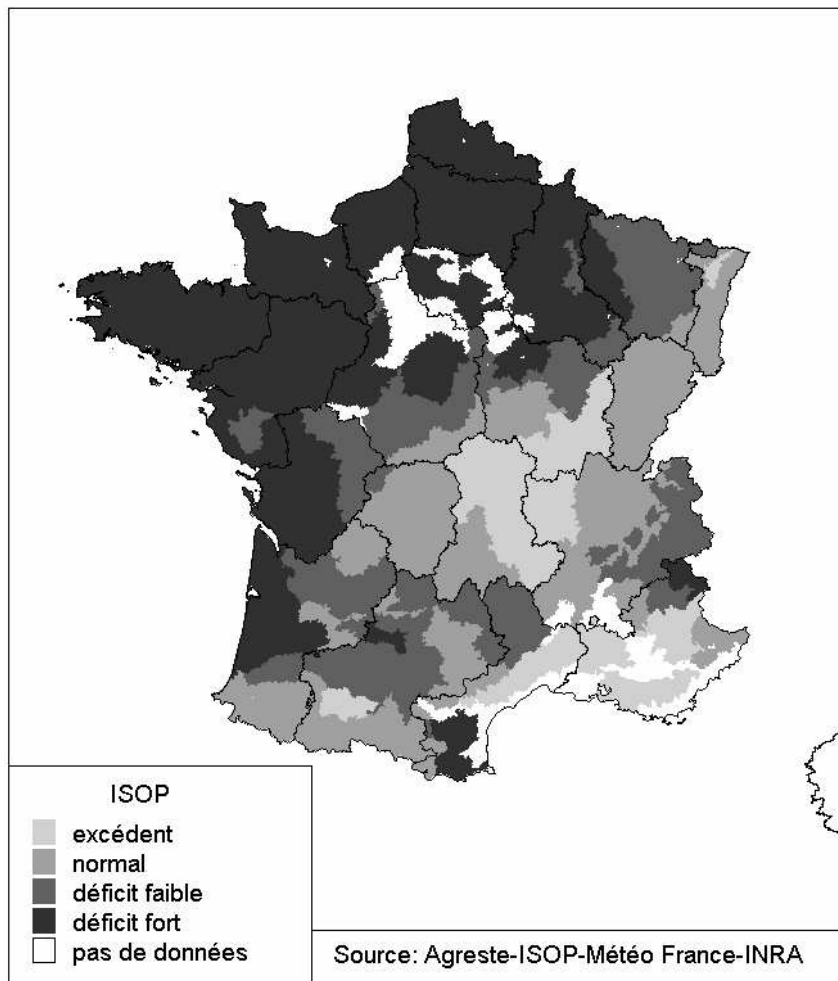 ISOP
excédent
normal
déficit faible
déficit fort
pas de données
Source: Agreste-ISOP-Météo France-INRA